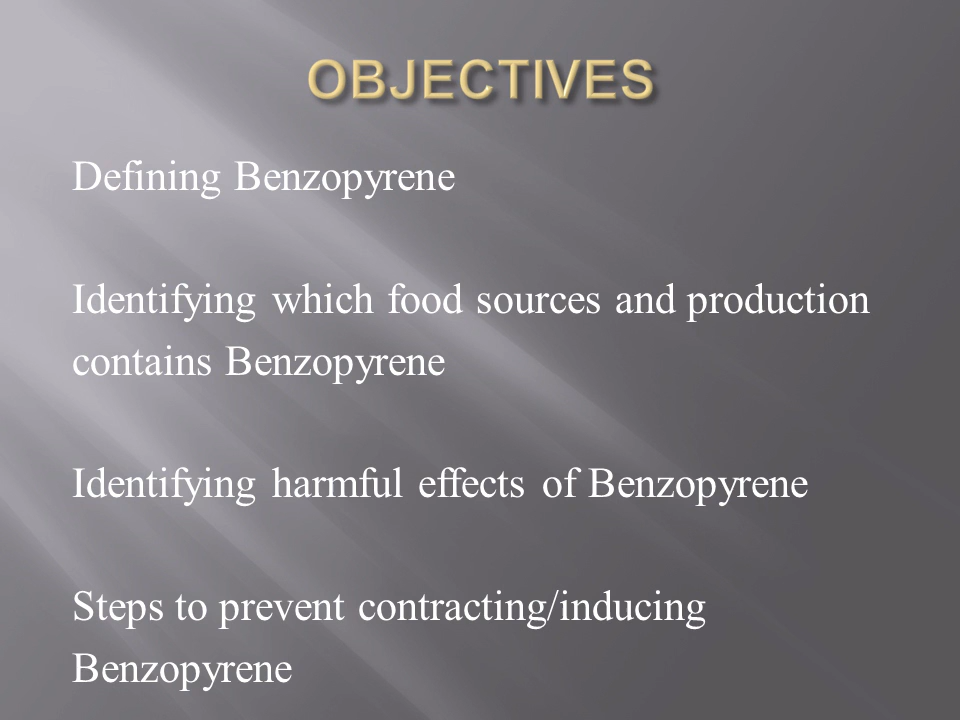 OBJECTIVES
Defining Benzopyrene
Identifying which food sources and production
contains Benzopyrene
Identifying harmful effects of Benzopyrene
Steps to prevent contracting/inducing
Benzopyrene